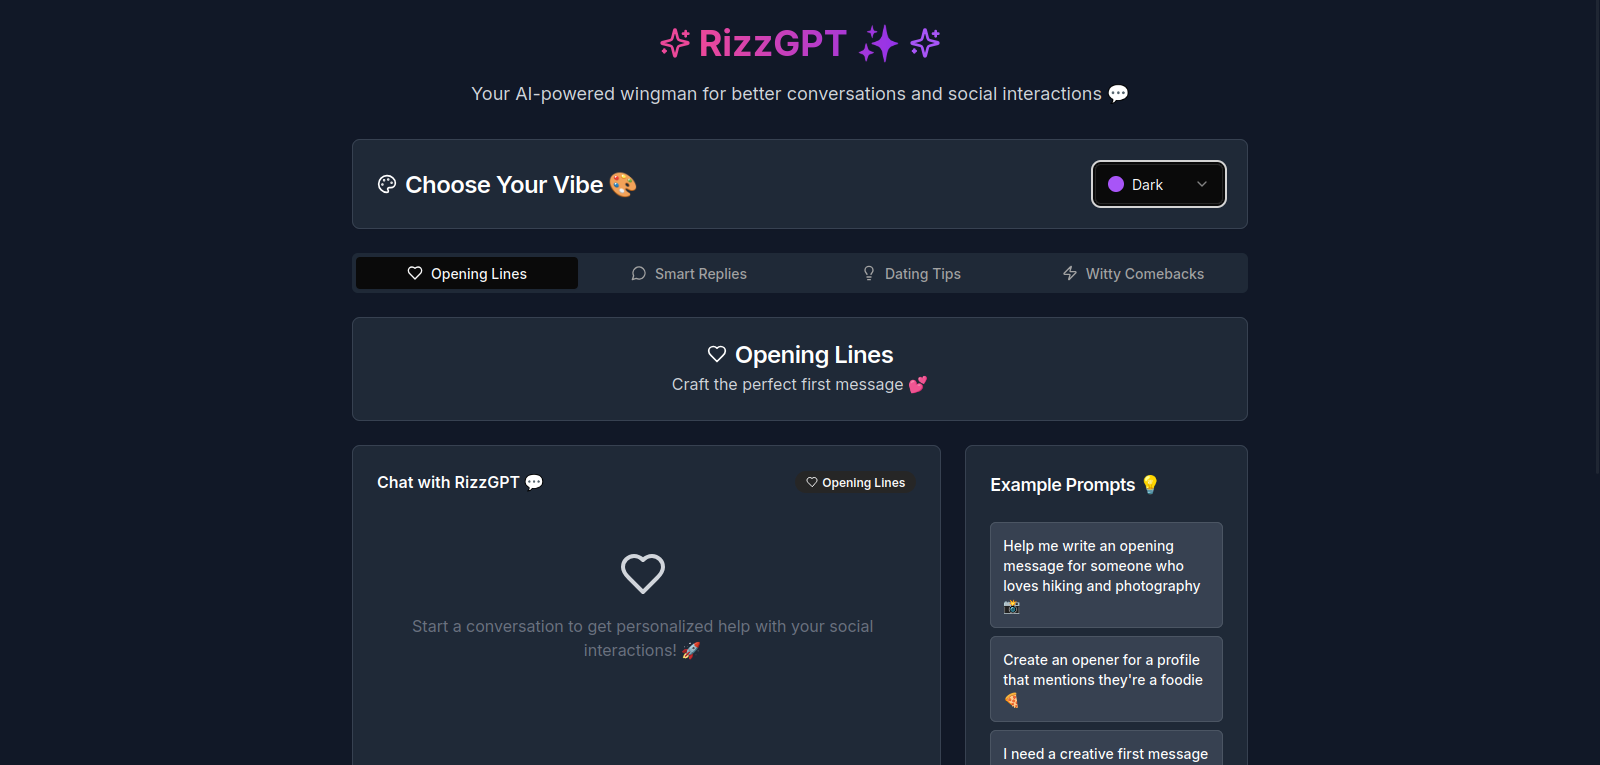 RizzGPT ✨
Your AI-powered wingman for better conversations and social interactions 💬
Choose Your Vibe 🎨
Dark
Opening Lines
Smart Replies
Dating Tips
Witty Comebacks
Opening Lines
Craft the perfect first message 💕
Chat with RizzGPT 💬
Opening Lines
Start a conversation to get personalized help with your social
interactions! 🚀
Example Prompts 💡
Help me write an opening
message for someone who
loves hiking and photography
📸
Create an opener for a profile
that mentions they're a foodie
🍕
I need a creative first message